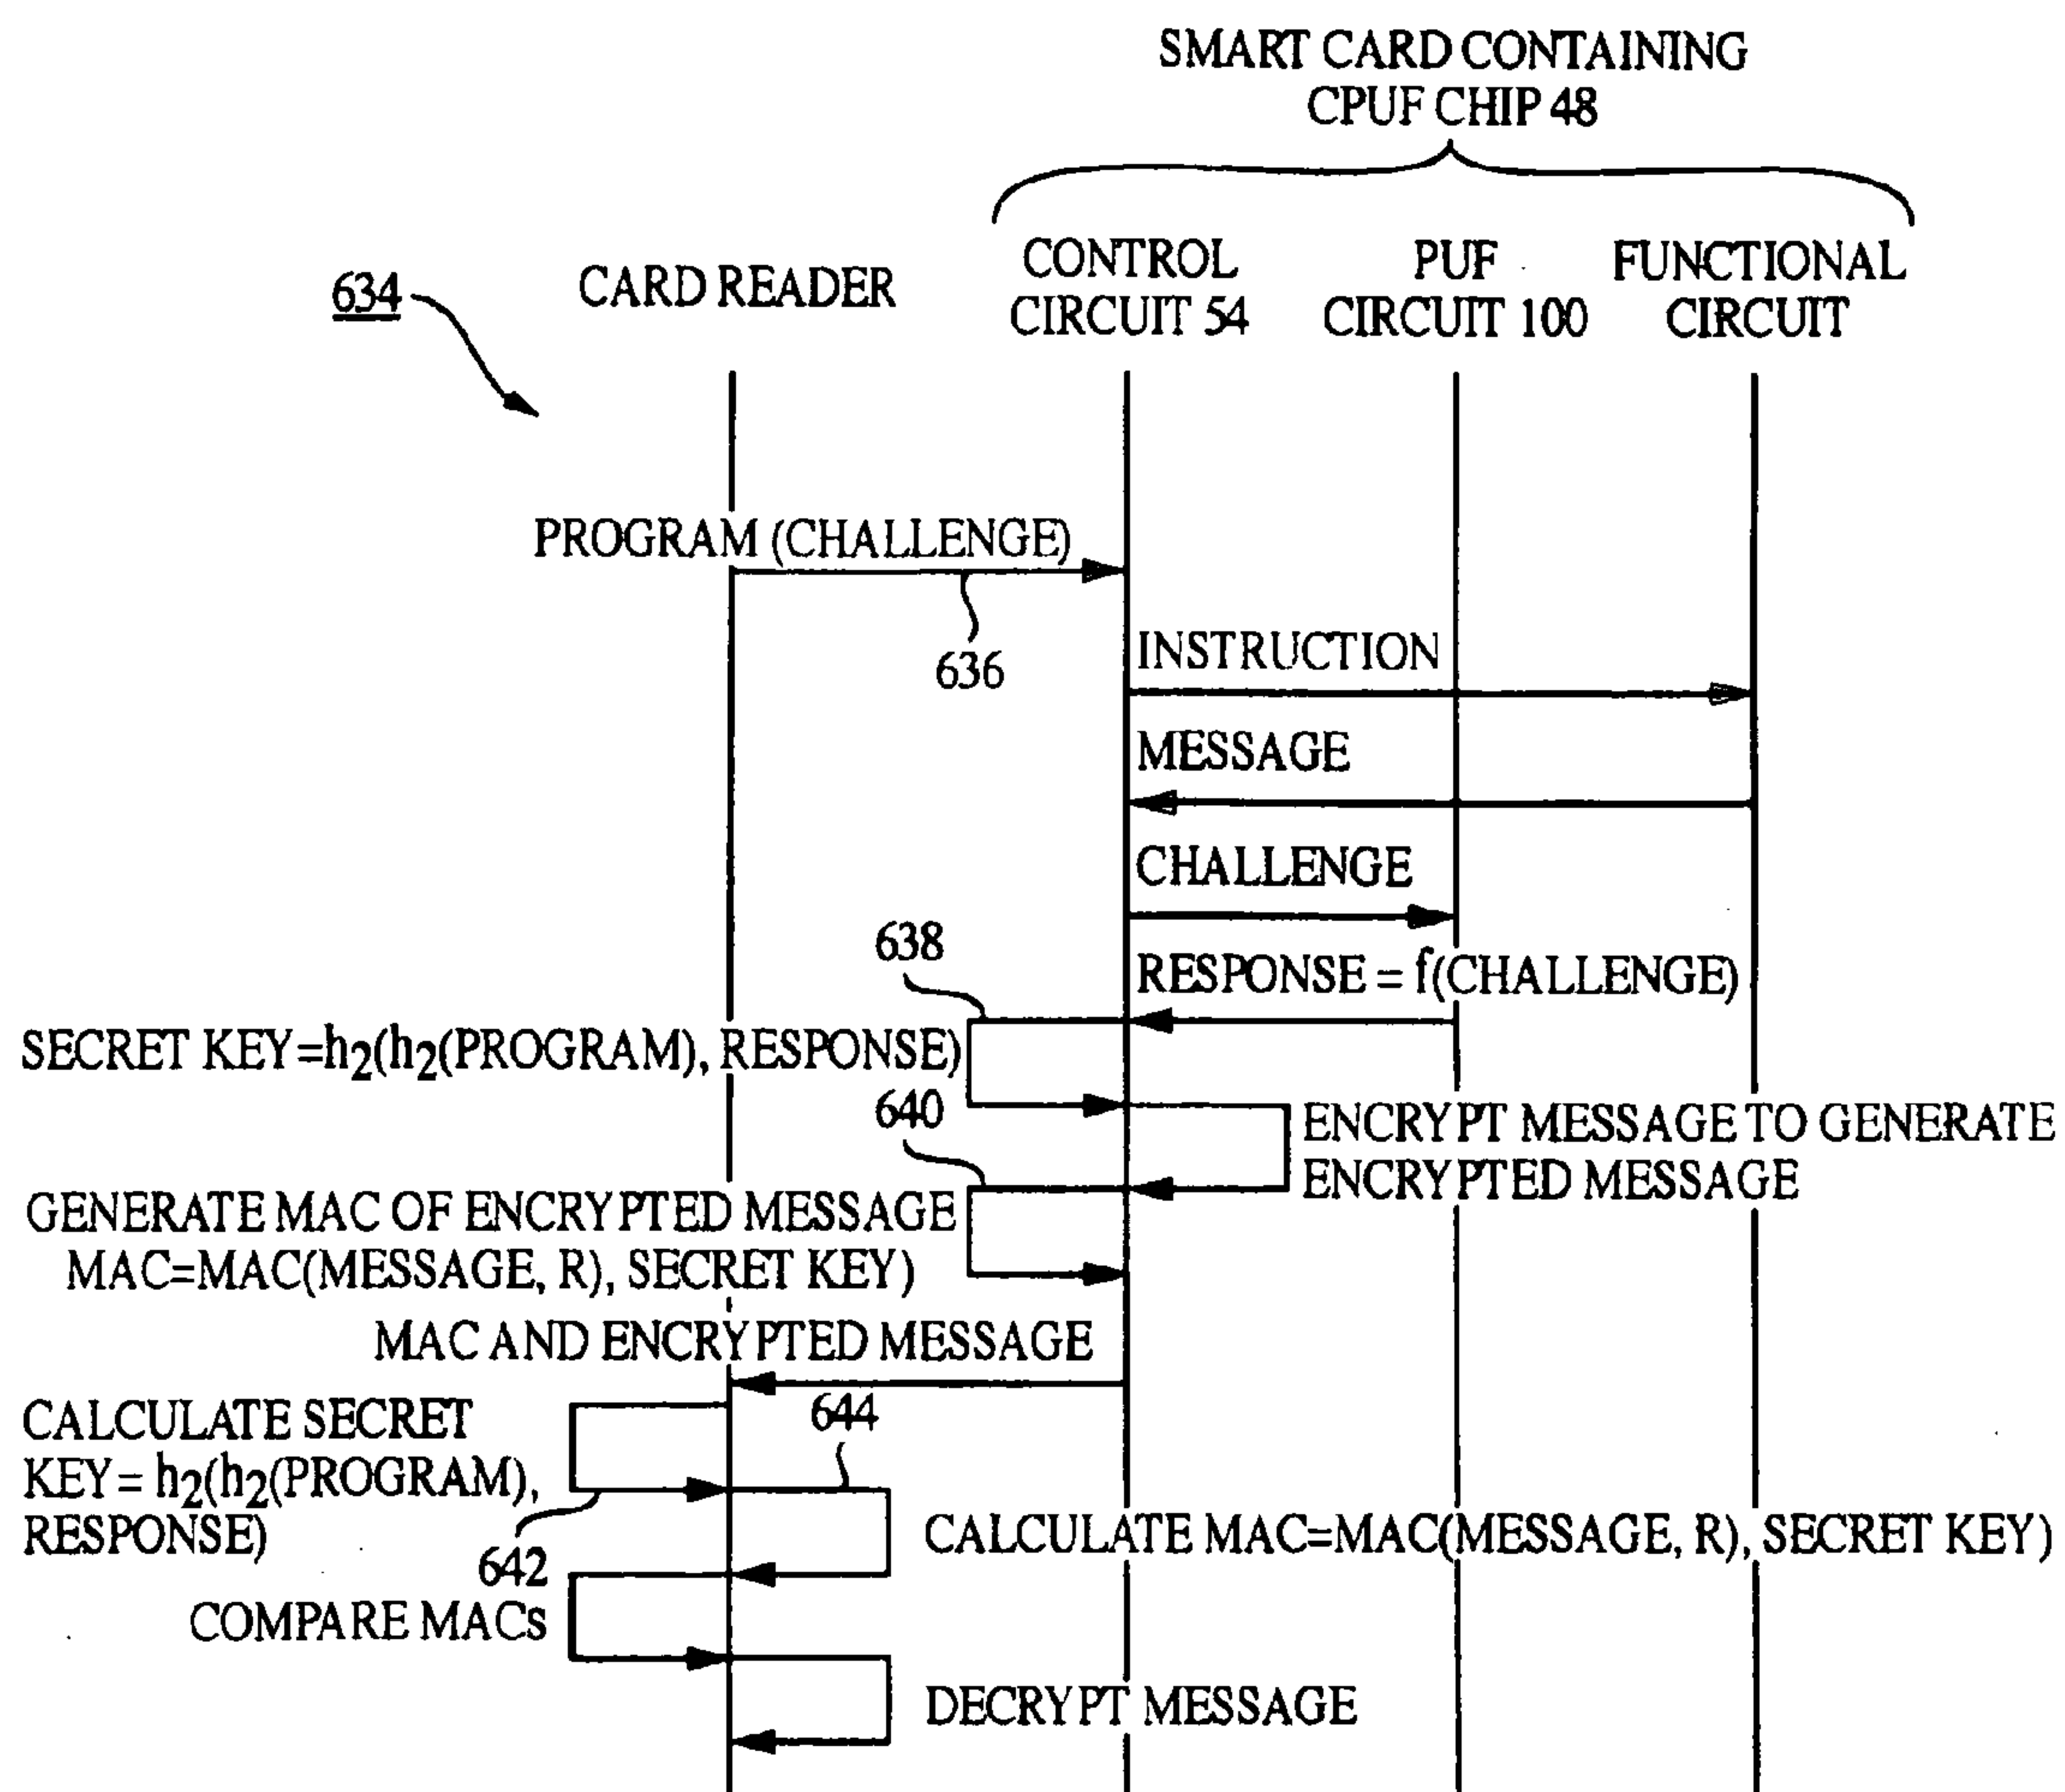 SMART CARD CONTAINING
CPUF CHIP 48
634
CARD READER
CONTROL
CIRCUIT 54
PUF
CIRCUIT 100
FUNCTIONAL
CIRCUIT
PROGRAM (CHALLENGE)
636
INSTRUCTION
MESSAGE
CHALLENGE
638
RESPONSE = f(CHALLENGE)
SECRET KEY=h2(h2(PROGRAM), RESPONSE)
640
ENCRYPT MESSAGE TO GENERATE
ENCRYPTED MESSAGE
GENERATE MAC OF ENCRYPTED MESSAGE
MAC=MAC(MESSAGE, R), SECRET KEY)
MAC AND ENCRYPTED MESSAGE
644
CALCULATE SECRET
KEY= h2(h2(PROGRAM),
RESPONSE)
642
CALCULATE MAC=MAC(MESSAGE, R), SECRET KEY)
COMPARE MACs
DECRYPT MESSAGE